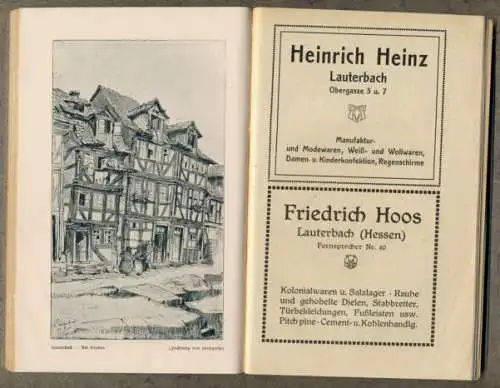 Heinrich Heinz
Lauterbach
Obergasse 5 u. 7
Manufaktur-
und Modewaren, Weiß- und Wollwaren,
Damen- u. Kinderkonfektion, Regenschirme
Friedrich Hoos
Lauterbach (Hessen)
Fernsprecher Nr. 40
Kolonialwaren u. Salzlager - Rauhe
und gehobelte Dielen, Stabbretter,
Türbekleidungen, Fußleisten usw.
Pitch pine - Cement- u. Kohlenhandlg.